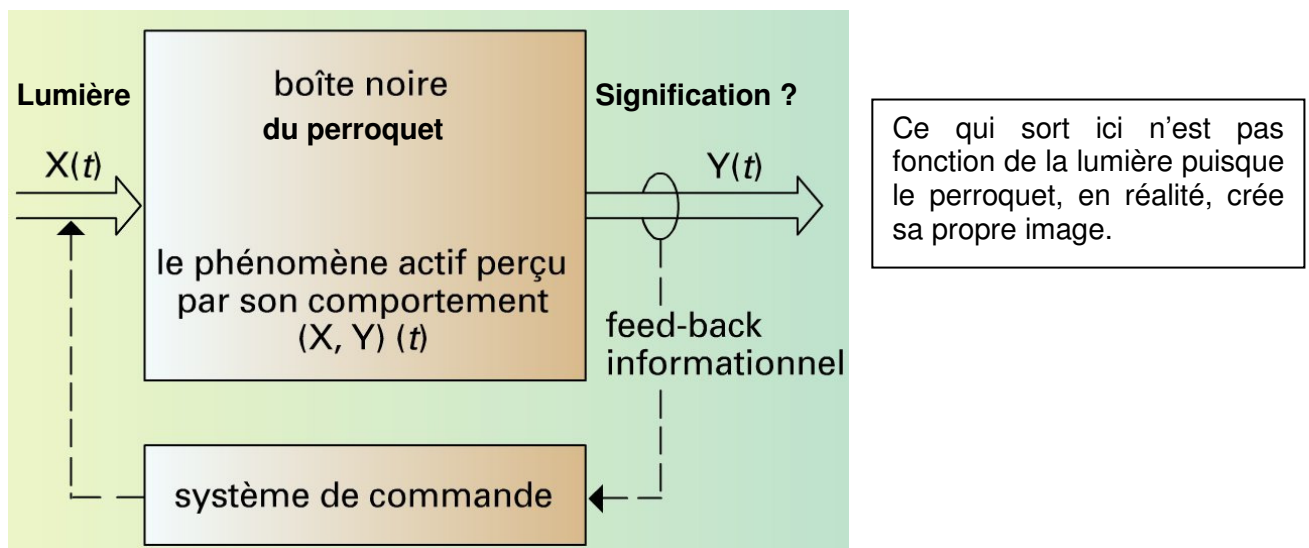 Lumière
boîte noire
du perroquet
Signification ?
X(t)
Y(t)
le phénomène actif perçu
par son comportement
(X, Y) (t)
feed-back
informationnel
système de commande
Ce qui sort ici n’est pas
fonction de la lumière puisque
le perroquet, en réalité, crée
sa propre image.